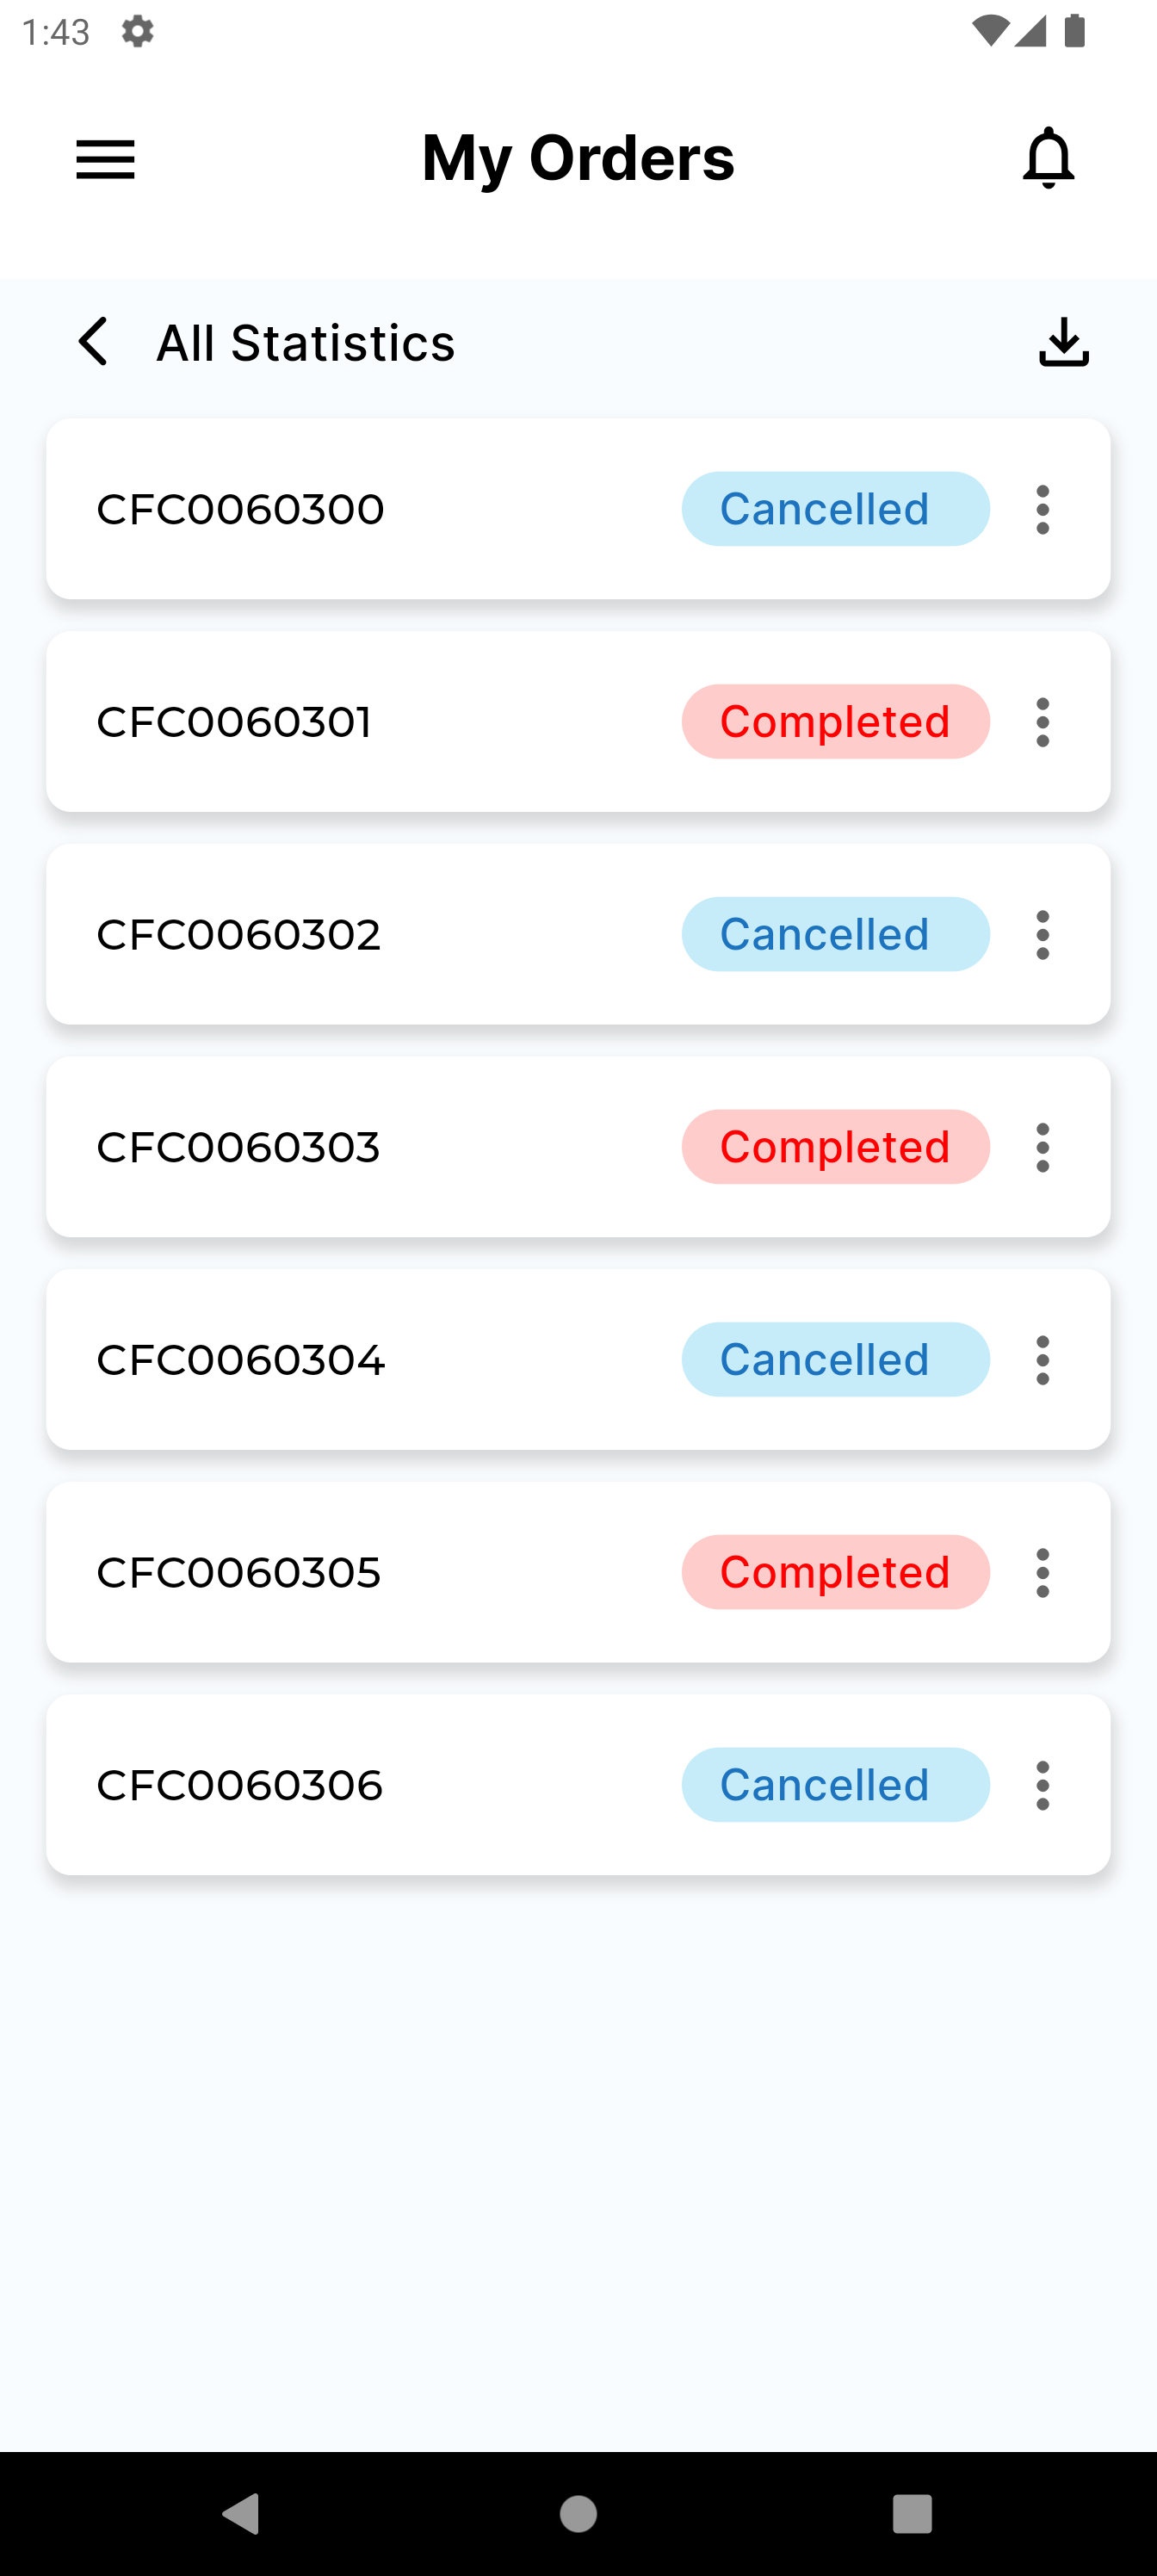 1:43
My Orders
All Statistics
CFC0060300 Cancelled
CFC0060301 Completed
CFC0060302 Cancelled
CFC0060303 Completed
CFC0060304 Cancelled
CFC0060305 Completed
CFC0060306 Cancelled